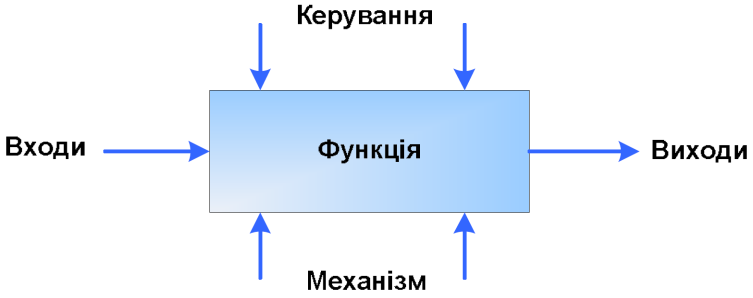 Керування
Входи
Функція
Виходи
Механізм